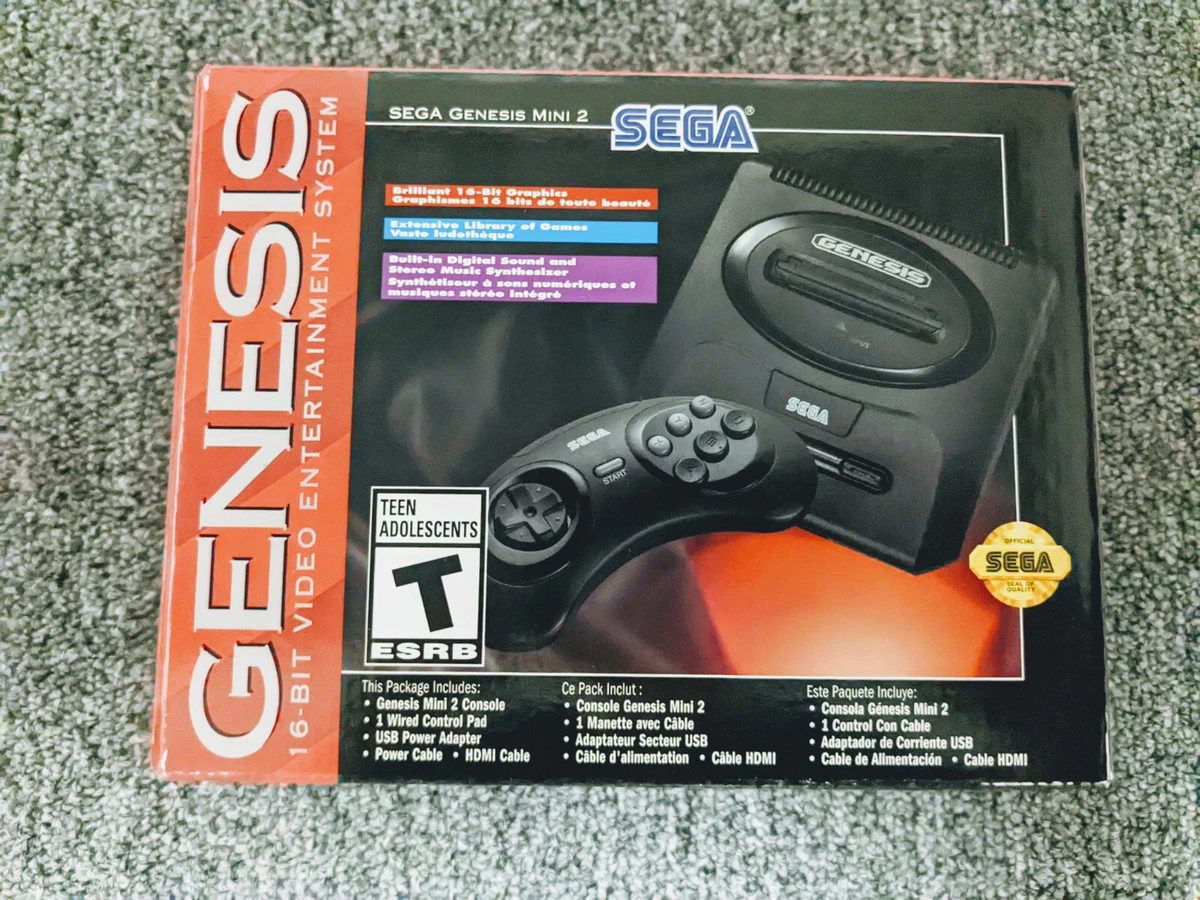 GENESIS
16-BIT VIDEO ENTERTAINMENT SYSTEM
SEGA GENESIS MINI 2
SEGA®
Brilliant 16-Bit Graphics
Graphismes 16 bits de toute beauté
Extensive Library of Games
Vaste ludothèque
Built-in Digital Sound and
Stereo Music Synthesizer
Synthétiseur à sons numériques et
musiques stéréo intégré
GENESIS
SEGA
SEGA
START
TEEN
ADOLESCENTS
T
ESRB
OFFICIAL
SEGA
SEAL OF
QUALITY
This Package Includes:
• Genesis Mini 2 Console
• 1 Wired Control Pad
• USB Power Adapter
• Power Cable • HDMI Cable
Ce Pack Inclut :
• Console Genesis Mini 2
• 1 Manette avec Câble
• Adaptateur Secteur USB
• Câble d'alimentation • Câble HDMI
Este Paquete Incluye:
• Consola Génesis Mini 2
• 1 Control Con Cable
• Adaptador de Corriente USB
• Cable de Alimentación • Cable HDMI